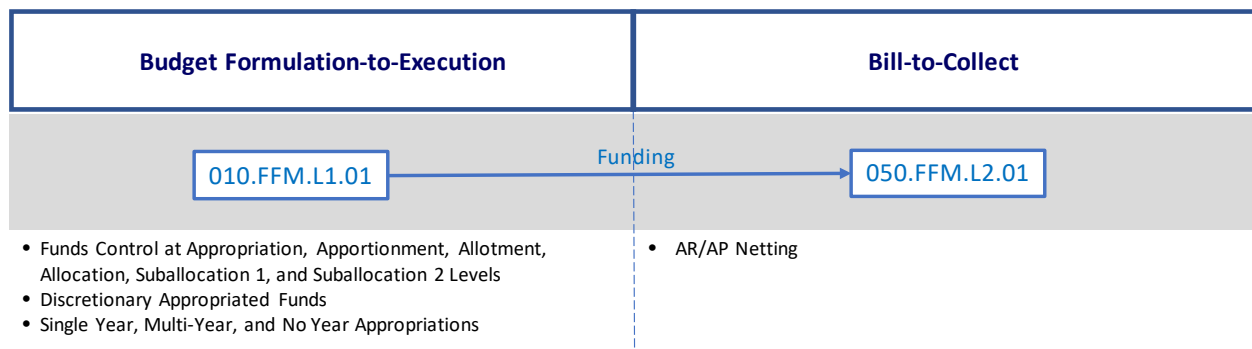 Budget Formulation-to-Execution
Bill-to-Collect
010.FFM.L1.01
Funding
050.FFM.L2.01
• Funds Control at Appropriation, Apportionment, Allotment,
Allocation, Suballocation 1, and Suballocation 2 Levels
• Discretionary Appropriated Funds
• Single Year, Multi-Year, and No Year Appropriations
• AR/AP Netting